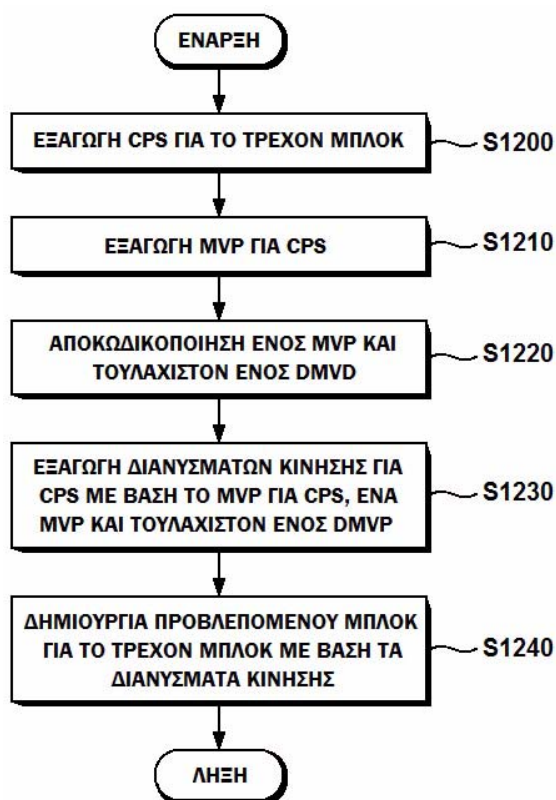 ΕΝΑΡΞΗ
ΕΞΑΓΩΓΗ CPS ΓΙΑ ΤΟ ΤΡΕΧΟΝ ΜΠΛΟΚ
S1200
ΕΞΑΓΩΓΗ MVP ΓΙΑ CPS
S1210
ΑΠΟΚΩΔΙΚΟΠΟΙΗΣΗ ΕΝΟΣ MVP ΚΑΙ
ΤΟΥΛΑΧΙΣΤΟΝ ΕΝΟΣ DMVD
S1220
ΕΞΑΓΩΓΗ ΔΙΑΝΥΣΜΑΤΩΝ ΚΙΝΗΣΗΣ ΓΙΑ
CPS ΜΕ ΒΑΣΗ ΤΟ MVP ΓΙΑ CPS, ΕΝΑ
MVP ΚΑΙ ΤΟΥΛΑΧΙΣΤΟΝ ΕΝΟΣ DMVP
S1230
ΔΗΜΙΟΥΡΓΙΑ ΠΡΟΒΛΕΠΟΜΕΝΟΥ ΜΠΛΟΚ
ΓΙΑ ΤΟ ΤΡΕΧΟΝ ΜΠΛΟΚ ΜΕ ΒΑΣΗ ΤΑ
ΔΙΑΝΥΣΜΑΤΑ ΚΙΝΗΣΗΣ
S1240
ΛΗΞΗ